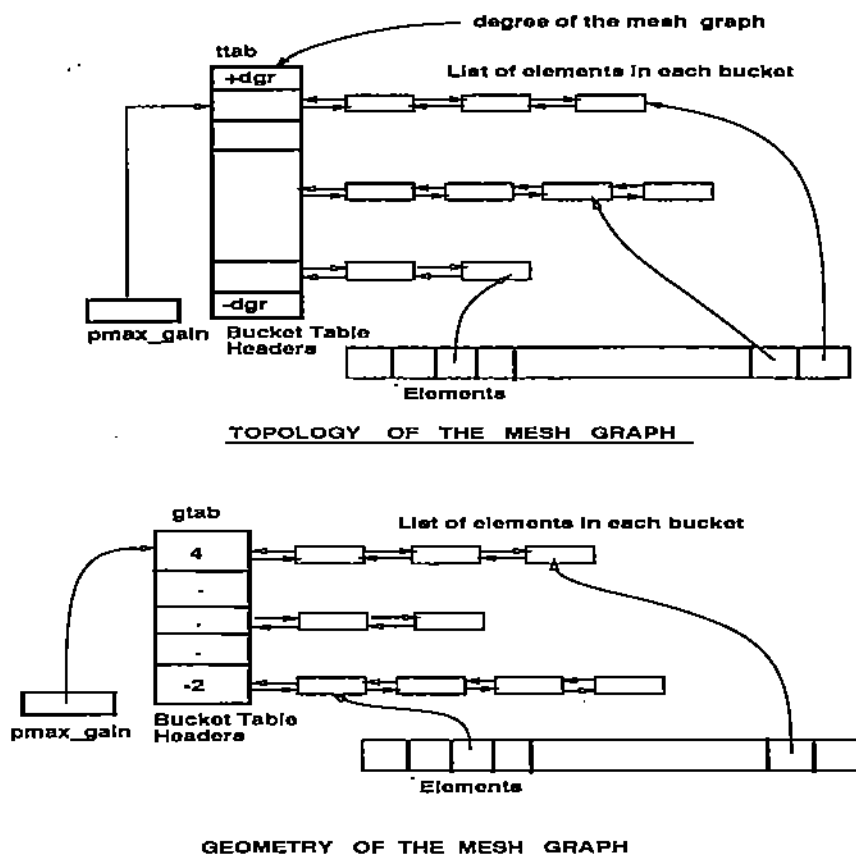 degree of the mesh graph
ttab
+dgr
List of elements in each bucket
-dgr
pmax_gain
Bucket Table
Headers
Elements
TOPOLOGY OF THE MESH GRAPH
gtab
List of elements in each bucket
4
-
.
-
-2
pmax_gain
Bucket Table
Headers
Elements
GEOMETRY OF THE MESH GRAPH